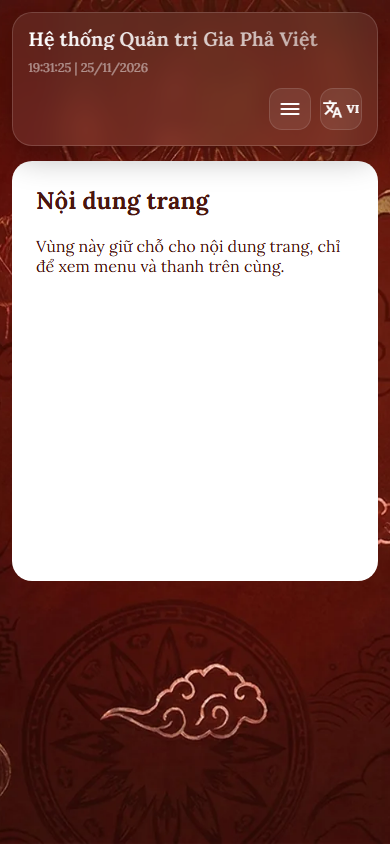 Hệ thống Quản trị Gia Phả Việt
19:31:25 | 25/11/2026
VI
Nội dung trang
Vùng này giữ chỗ cho nội dung trang, chỉ
để xem menu và thanh trên cùng.